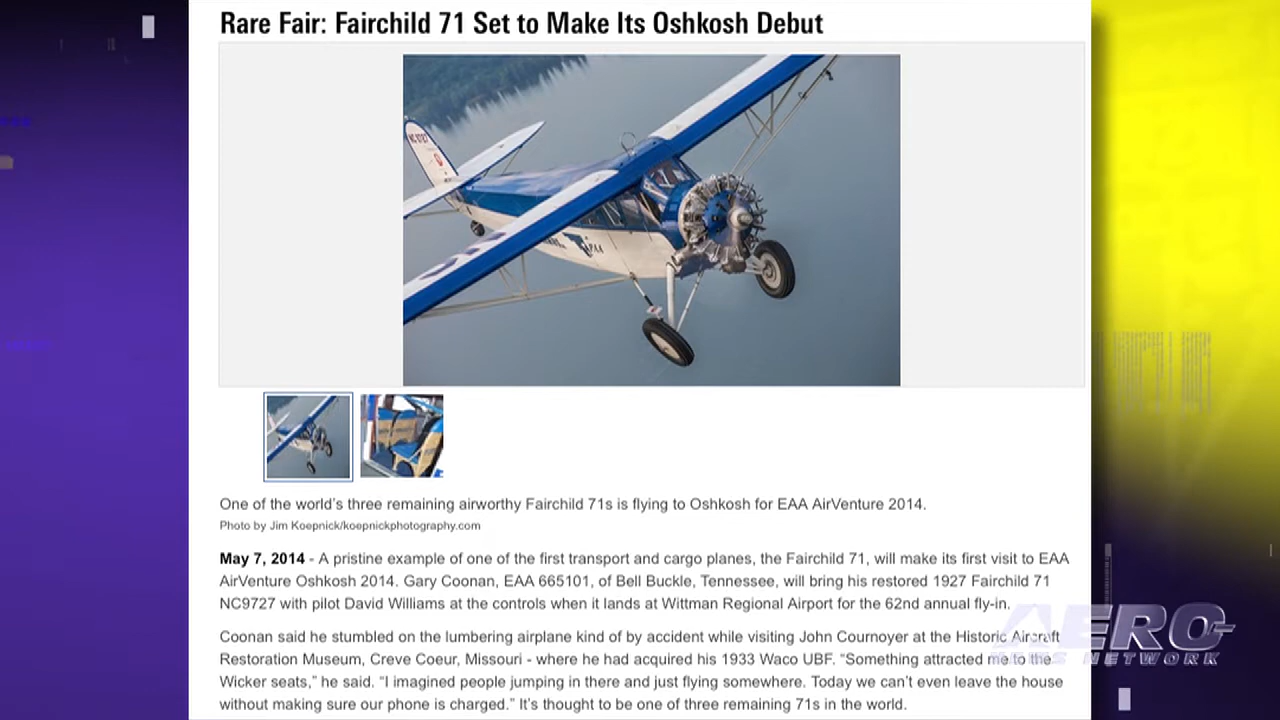 Rare Fair: Fairchild 71 Set to Make Its Oshkosh Debut
One of the world's three remaining airworthy Fairchild 71s is flying to Oshkosh for EAA AirVenture 2014.
Photo by Jim Koepnick/koepnickphotography.com
May 7, 2014 - A pristine example of one of the first transport and cargo planes, the Fairchild 71, will make its first visit to EAA
AirVenture Oshkosh 2014. Gary Coonan, EAA 665101, of Bell Buckle, Tennessee, will bring his restored 1927 Fairchild 71
NC9727 with pilot David Williams at the controls when it lands at Wittman Regional Airport for the 62nd annual fly-in.
Coonan said he stumbled on the lumbering airplane kind of by accident while visiting John Cournoyer at the Historic Aircraft
Restoration Museum, Creve Coeur, Missouri - where he had acquired his 1933 Waco UBF. “Something attracted me to the
Wicker seats,” he said. “I imagined people jumping in there and just flying somewhere. Today we can’t even leave the house
without making sure our phone is charged.” It’s thought to be one of three remaining 71s in the world.
AERO
NEWS NETWORK